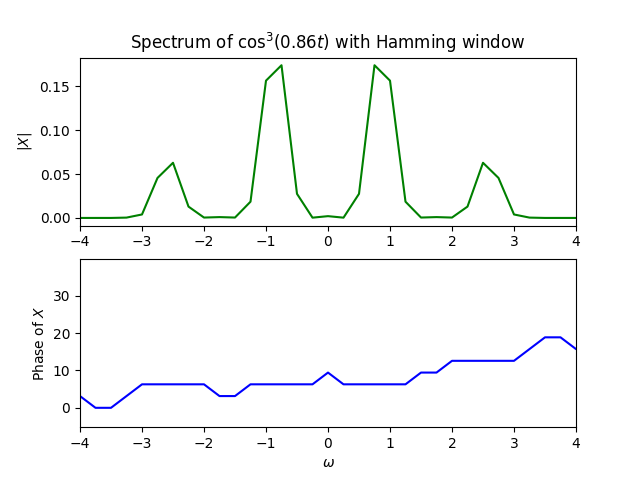 Spectrum of cos³(0.86t) with Hamming window
|X|
0.15
0.10
0.05
0.00
−4 −3 −2 −1 0 1 2 3 4
Phase of X
30
20
10
0
−4 −3 −2 −1 0 1 2 3 4
ω